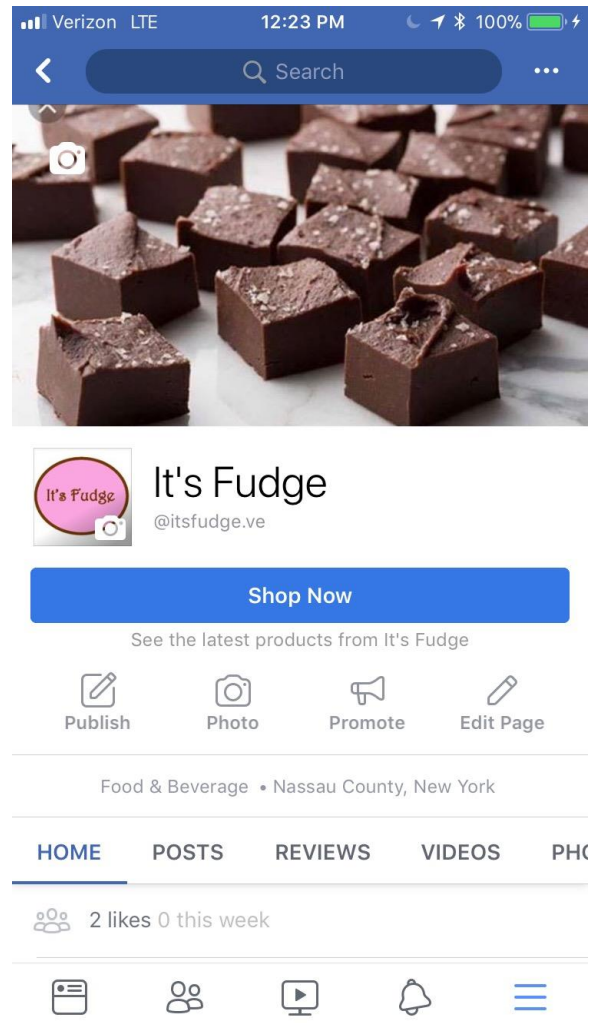 Verizon LTE 12:23 PM 100%
Search
It's Fudge
It's Fudge
@itsfudge.ve
Shop Now
See the latest products from It's Fudge
Publish Photo Promote Edit Page
Food & Beverage • Nassau County, New York
HOME POSTS REVIEWS VIDEOS PHO
2 likes 0 this week